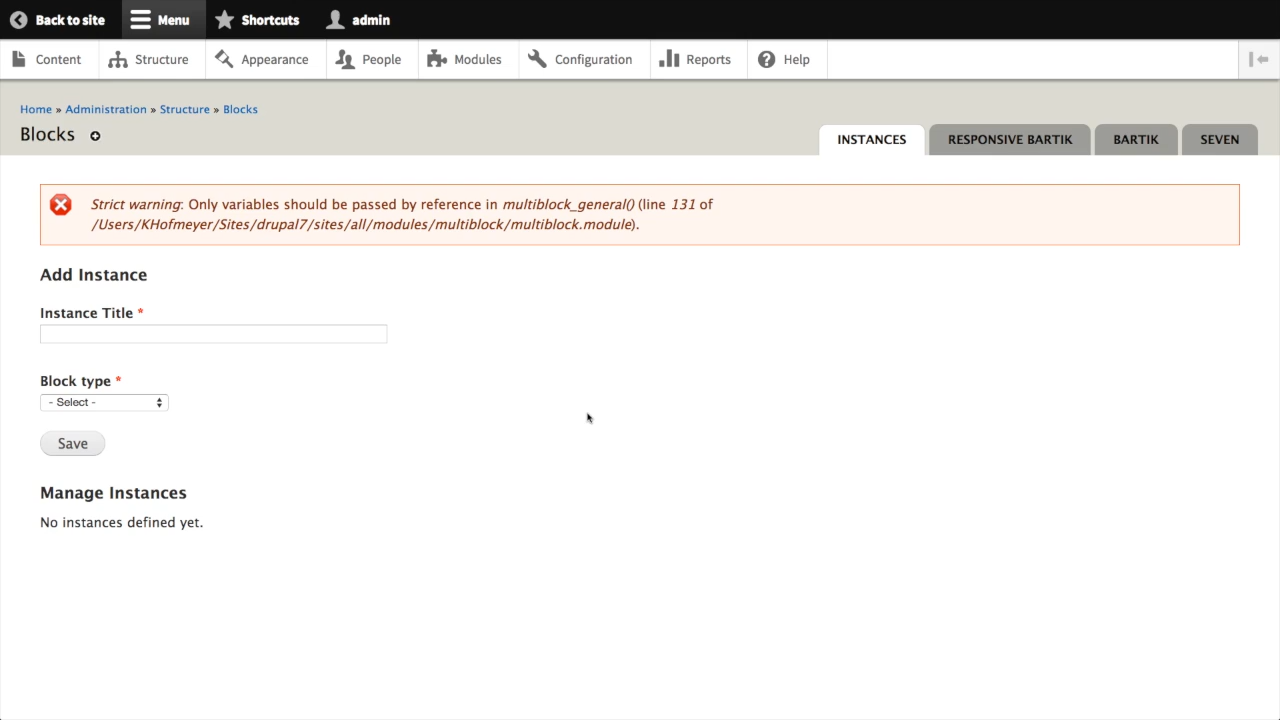 Back to site Menu Shortcuts admin
Content Structure Appearance People Modules Configuration Reports Help
Home » Administration » Structure » Blocks
Blocks
INSTANCES RESPONSIVE BARTIK BARTIK SEVEN
Strict warning: Only variables should be passed by reference in multiblock_general() (line 131 of
/Users/KHofmeyer/Sites/drupal7/sites/all/modules/multiblock/multiblock.module).
Add Instance
Instance Title *
Block type *
- Select -
Save
Manage Instances
No instances defined yet.